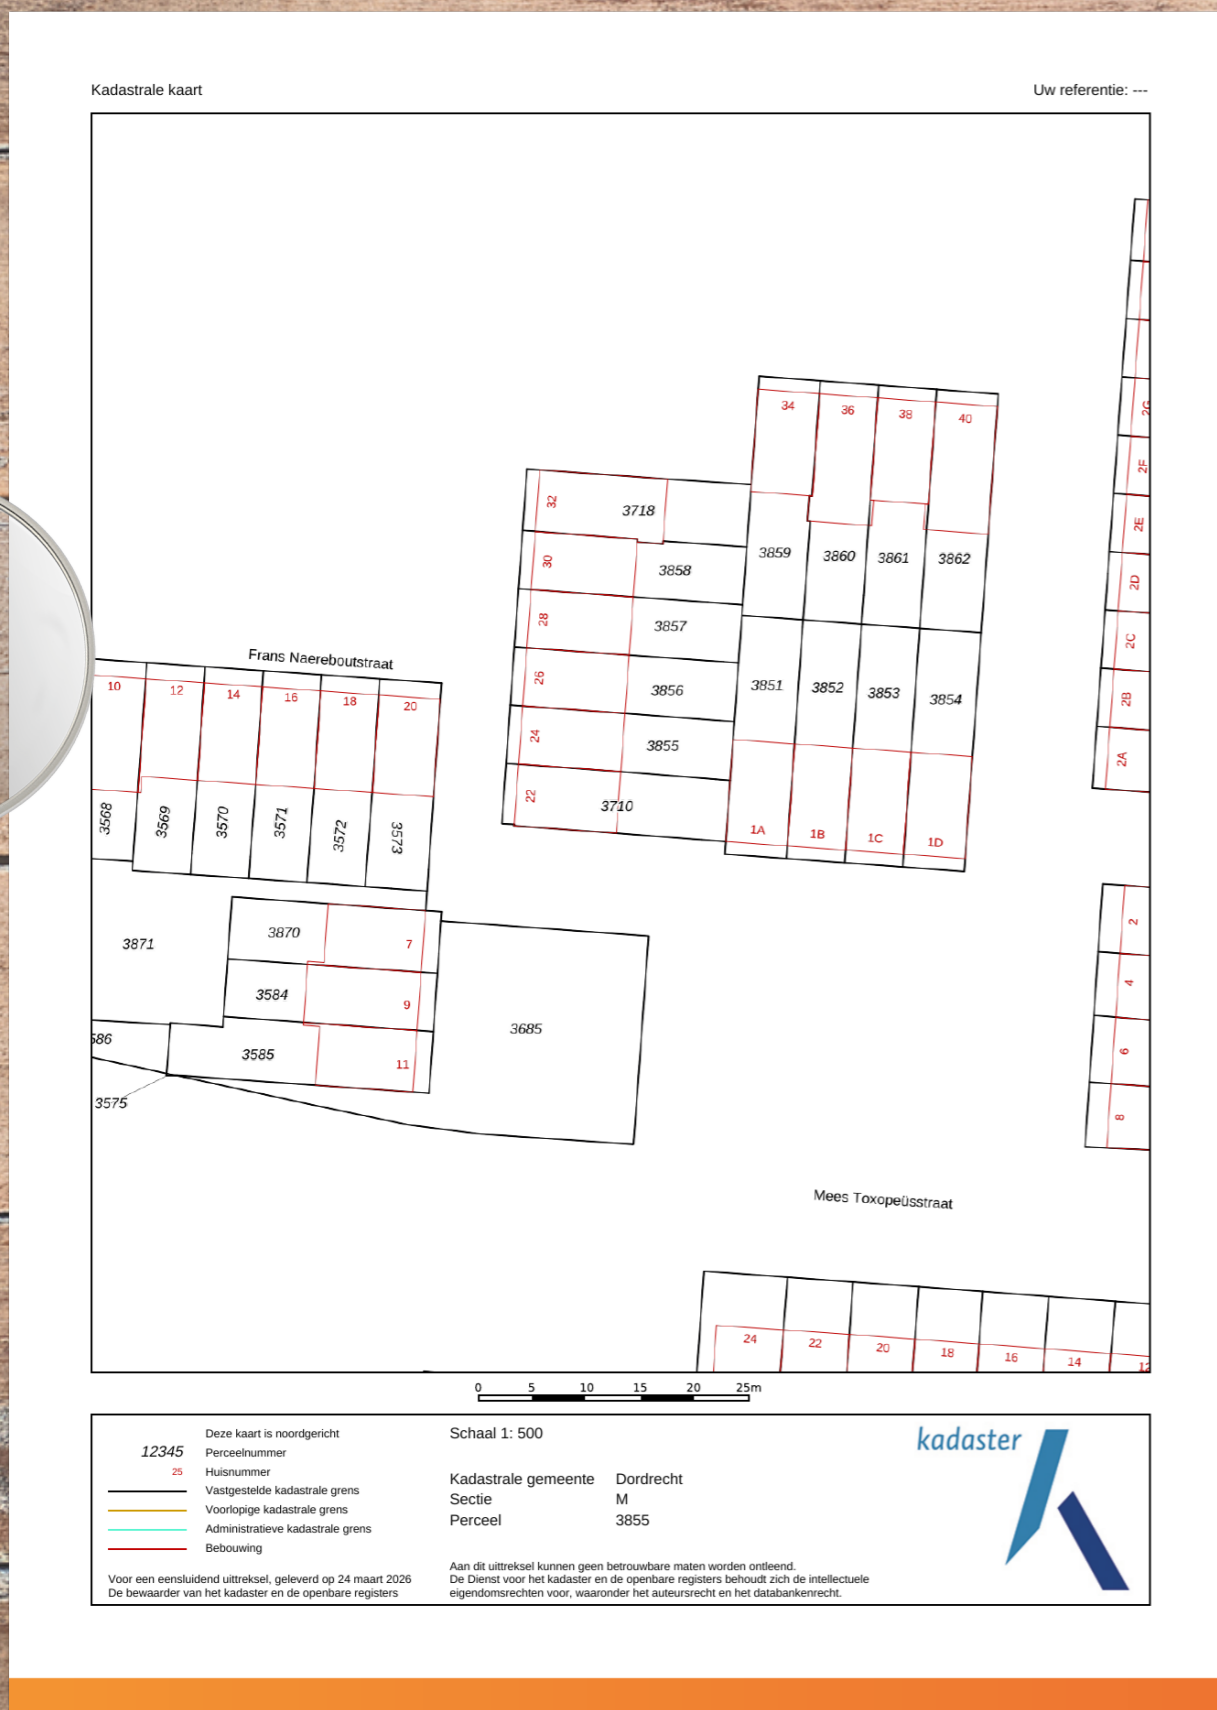 Kadastrale kaart
Uw referentie: ---
34
36
38
40
2G
2F
2E
2D
2C
2B
2A
32
3718
30
3858
28
3857
26
3856
24
3855
22
3710
3859
3860
3861
3862
3851
3852
3853
3854
1A
1B
1C
1D
Frans Naereboutstraat
10
12
14
16
18
20
3568
3569
3570
3571
3572
3573
3871
3870
7
3584
9
3585
11
3685
586
3575
2
4
6
8
Mees Toxopeüsstraat
24
22
20
18
16
14
12
0 5 10 15 20 25m
Deze kaart is noordgericht
12345 Perceelnummer
25 Huisnummer
Vastgestelde kadastrale grens
Voorlopige kadastrale grens
Administratieve kadastrale grens
Bebouwing
Voor een eensluidend uittreksel, geleverd op 24 maart 2026
De bewaarder van het kadaster en de openbare registers
Schaal 1: 500
Kadastrale gemeente Dordrecht
Sectie M
Perceel 3855
Aan dit uittreksel kunnen geen betrouwbare maten worden ontleend.
De Dienst voor het kadaster en de openbare registers behoudt zich de intellectuele
eigendomsrechten voor, waaronder het auteursrecht en het databankenrecht.
kadaster